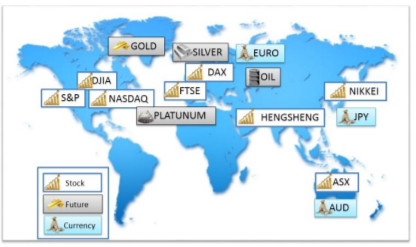 GOLD
SILVER
EURO
DJIA
DAX
OIL
S&P
NASDAQ
FTSE
NIKKEI
PLATUNUM
HENGSHENG
JPY
ASX
AUD
Stock
Future
Currency